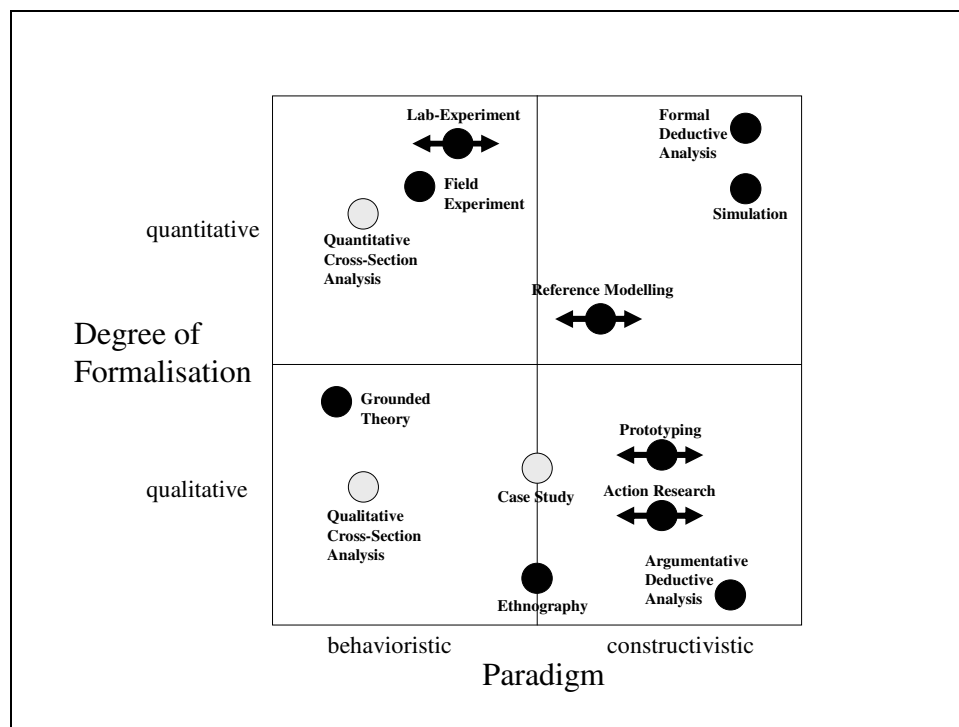 Lab-Experiment
Formal
Deductive
Analysis
Field
Experiment
Simulation
quantitative
Quantitative
Cross-Section
Analysis
Reference Modelling
Degree of
Formalisation
Grounded
Theory
Prototyping
qualitative
Case Study
Action Research
Qualitative
Cross-Section
Analysis
Argumentative
Deductive
Analysis
Ethnography
behavioristic
constructivistic
Paradigm